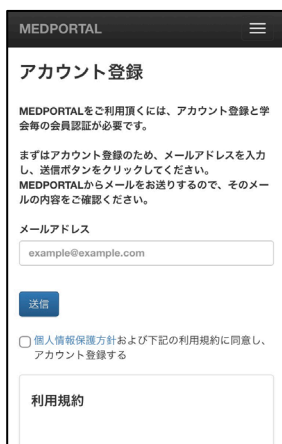 MEDPORTAL
アカウント登録
MEDPORTALをご利用頂くには、アカウント登録と学
会毎の会員認証が必要です。
まずはアカウント登録のため、メールアドレスを入力
し、送信ボタンをクリックしてください。
MEDPORTALからメールをお送りするので、そのメー
ルの内容をご確認ください。
メールアドレス
example@example.com
送信
個人情報保護方針および下記の利用規約に同意し、
アカウント登録する
利用規約